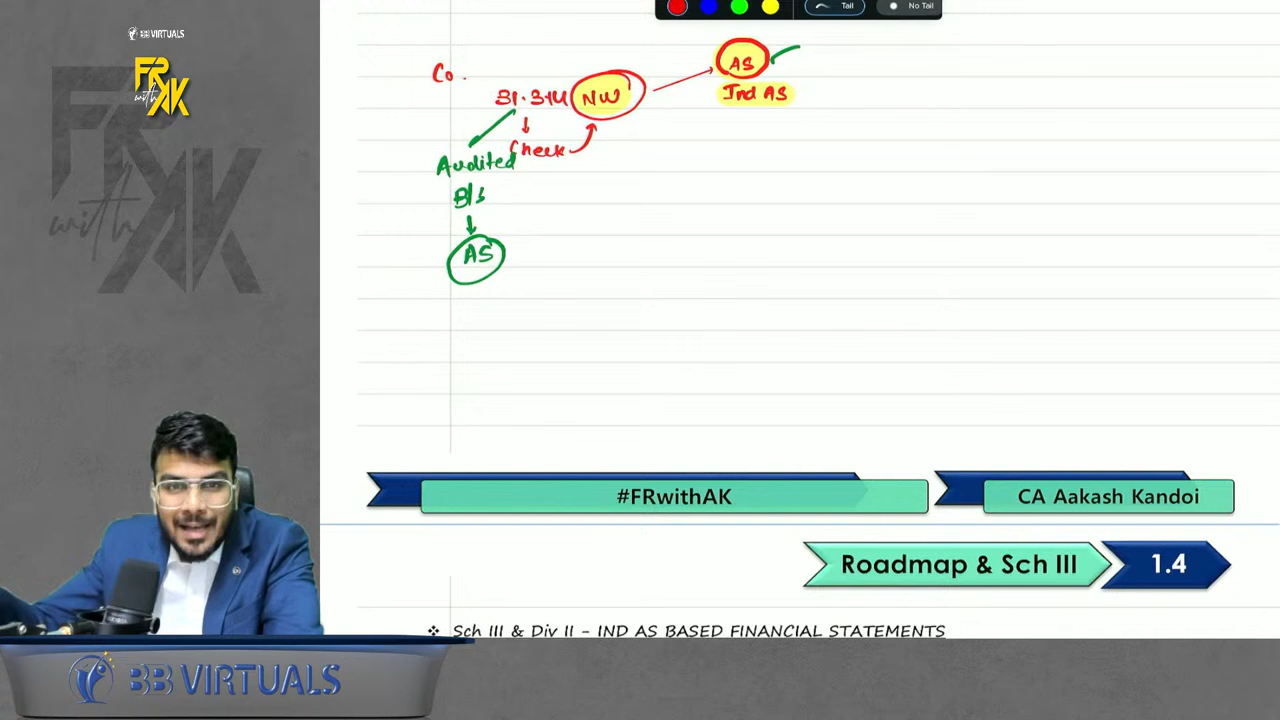 BB VIRTUALS
FR
with AK
Tail
No Tail
Co.
31.3.14 NW
AS
Ind AS
Check
Audited
B/S
AS
#FRwithAK
CA Aakash Kandoi
Roadmap & Sch III
1.4
❖ Sch III & Div II - IND AS BASED FINANCIAL STATEMENTS
BB VIRTUALS